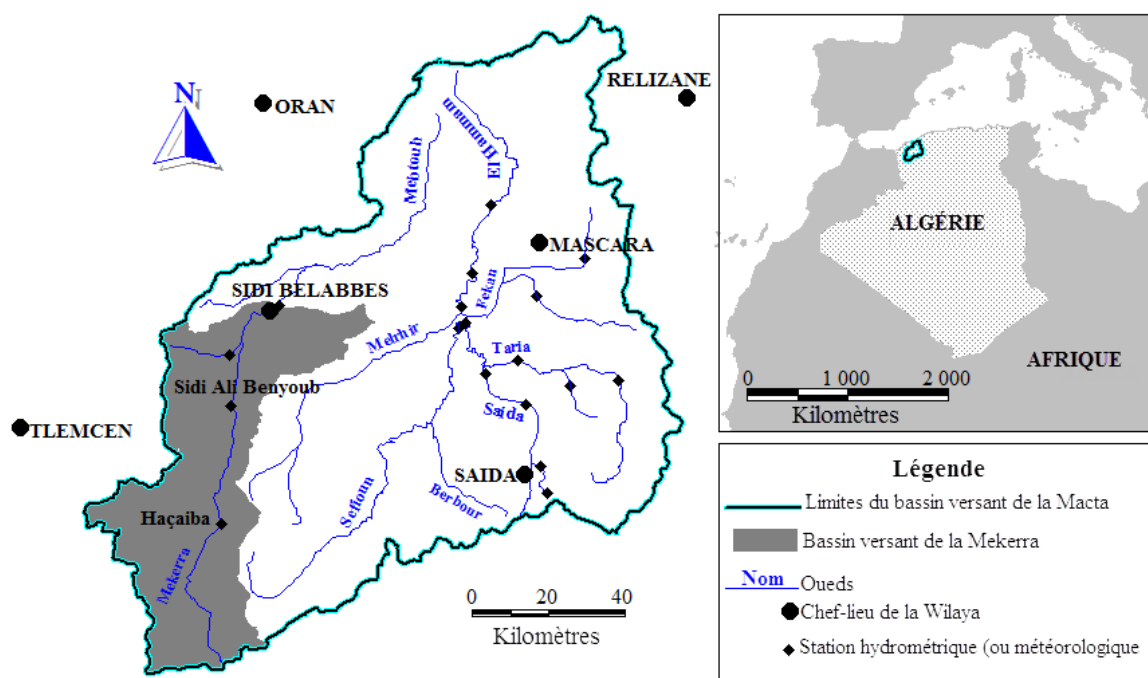 N
ORAN
RELIZANE
El Hammam
Mebtouh
MASCARA
SIDI BELABBES
Fekan
Melrhir
Taria
Sidi Ali Benyoub
Saida
TLEMCEN
SAIDA
Sefioun
Berbour
Haçaiba
Mekerra
0 20 40
Kilomètres
ALGÉRIE
AFRIQUE
0 1 000 2 000
Kilomètres
Légende
Limites du bassin versant de la Macta
Bassin versant de la Mekerra
Nom Oueds
Chef-lieu de la Wilaya
Station hydrométrique (ou météorologique